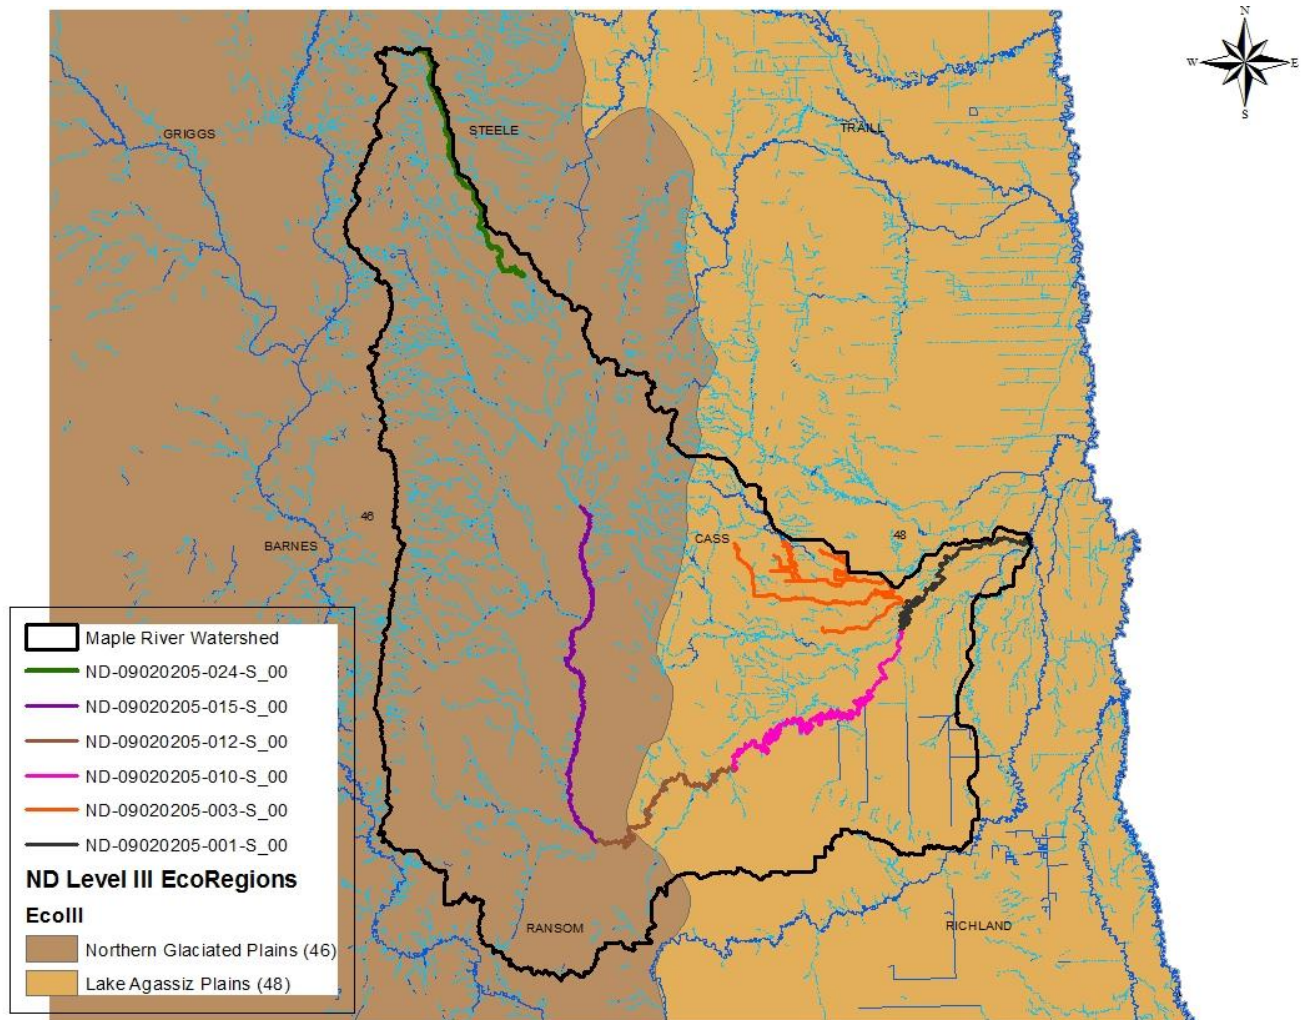 N
W
E
S
GRIGGS
STEELE
TRAILL
46
BARNES
CASS
48
RANSOM
RICHLAND
Maple River Watershed
ND-09020205-024-S_00
ND-09020205-015-S_00
ND-09020205-012-S_00
ND-09020205-010-S_00
ND-09020205-003-S_00
ND-09020205-001-S_00
ND Level III EcoRegions
EcoIII
Northern Glaciated Plains (46)
Lake Agassiz Plains (48)